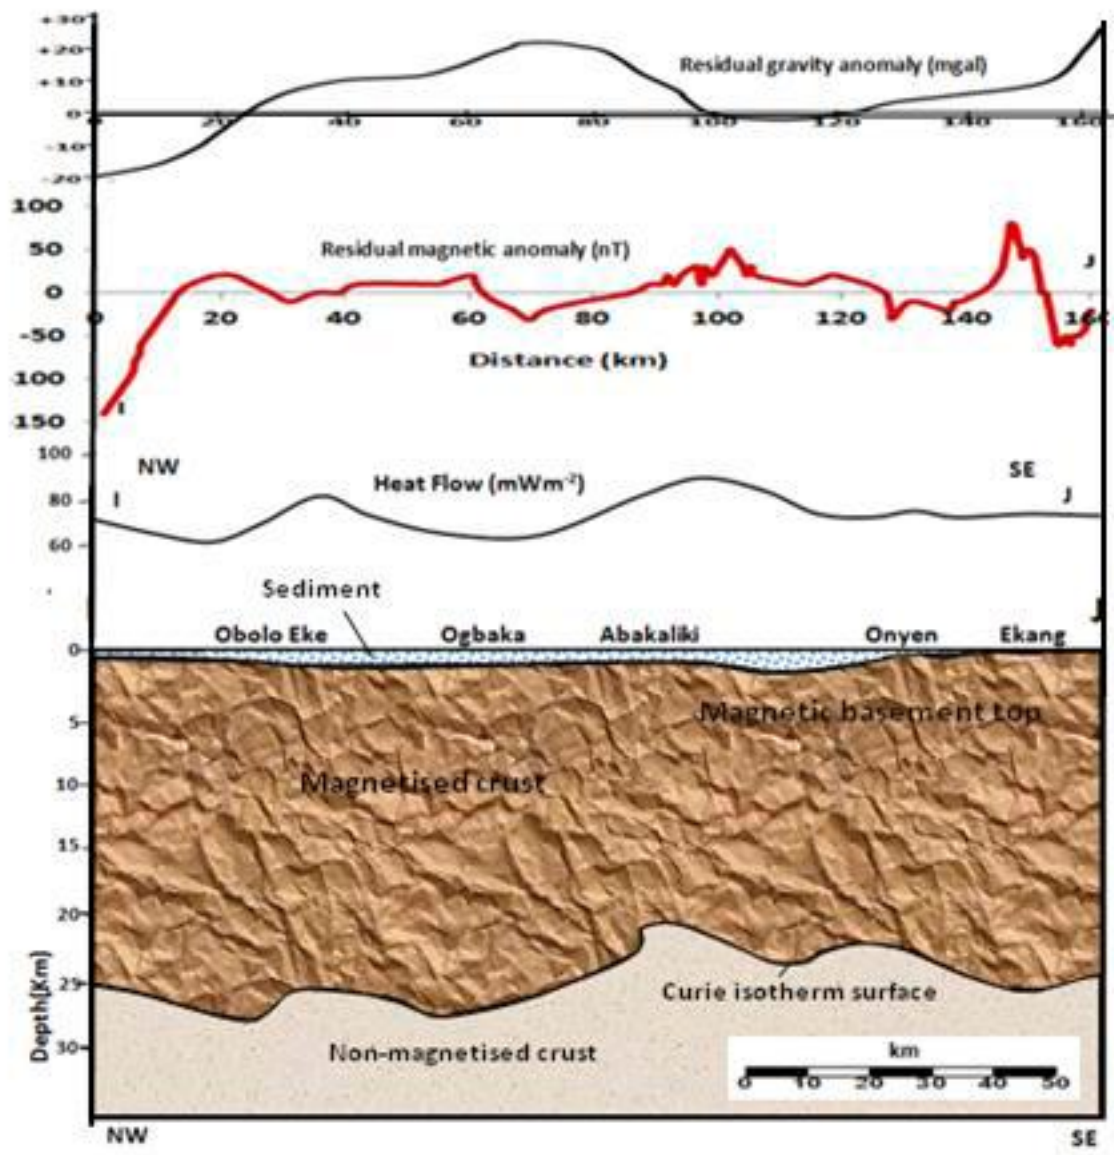 +30
+20
Residual gravity anomaly (mgal)
+10
0
0 20 40 60 80 100 120 140 160
-10
-20
100
50
Residual magnetic anomaly (nT)
J
0
0 20 40 60 80 100 120 140 160
-50
Distance (km)
100
I
150
100
NW
SE
Heat Flow (mWm-2)
80
I
J
60
Sediment
J
Obolo Eke Ogbaka Abakaliki Onyen Ekang
0
5
Magnetic basement top
10
Magnetised crust
15
20
25
Curie isotherm surface
30
Non-magnetised crust
Depth(Km)
km
0 10 20 30 40 50
NW
SE